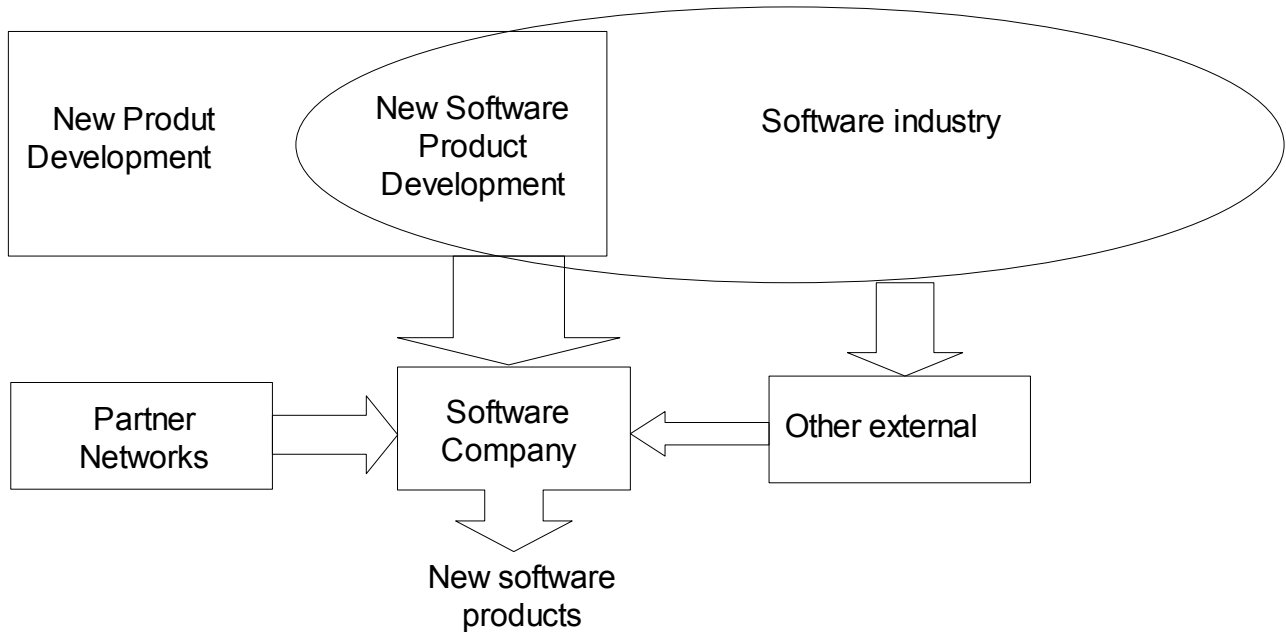 New Produt
Development
New Software
Product
Development
Software industry
Partner
Networks
Software
Company
Other external
New software
products